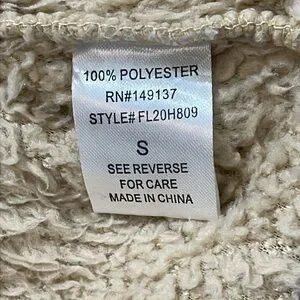 100% POLYESTER
RN#149137
STYLE#FL20H809
S
SEE REVERSE
FOR CARE
MADE IN CHINA